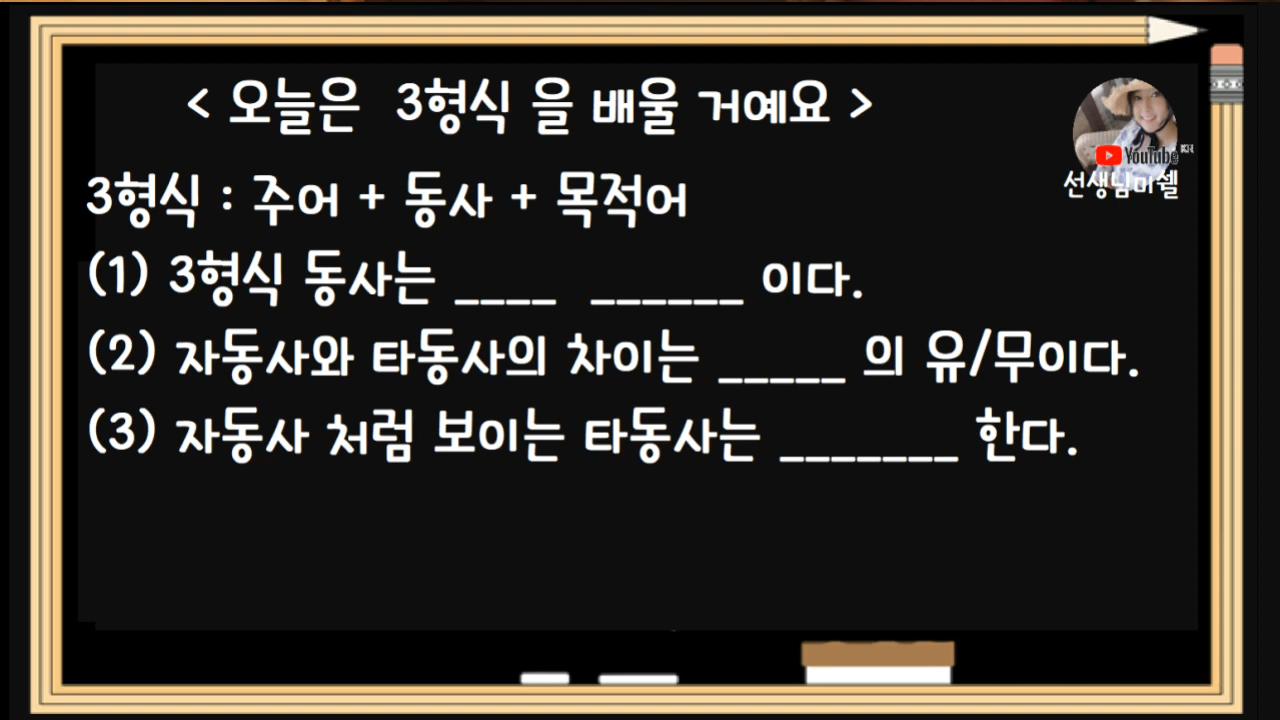 < 오늘은 3형식 을 배울 거예요 >
YouTube KR
선생님미쉘
3형식 : 주어 + 동사 + 목적어
(1) 3형식 동사는 ____ ______ 이다.
(2) 자동사와 타동사의 차이는 _____ 의 유/무이다.
(3) 자동사 처럼 보이는 타동사는 _______ 한다.